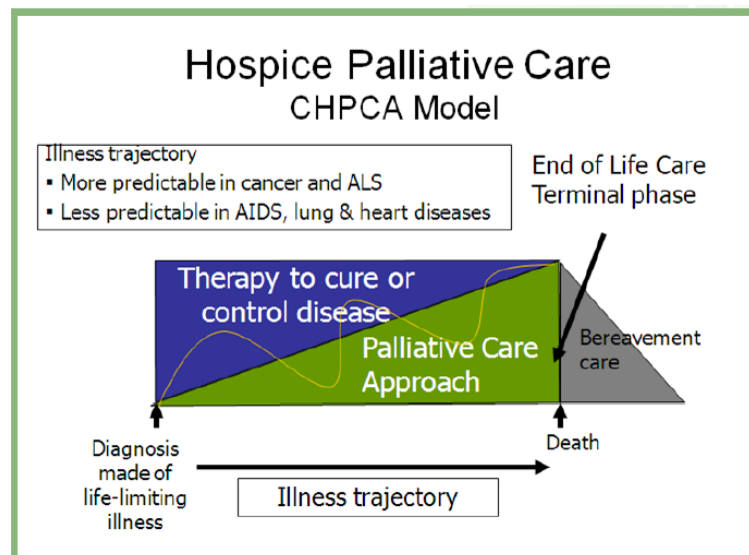 Hospice Palliative Care
CHPCA Model
Illness trajectory
▪ More predictable in cancer and ALS
▪ Less predictable in AIDS, lung & heart diseases
End of Life Care
Terminal phase
Therapy to cure or
control disease
Palliative Care
Approach
Bereavement
care
Diagnosis
made of
life-limiting
illness
Death
Illness trajectory